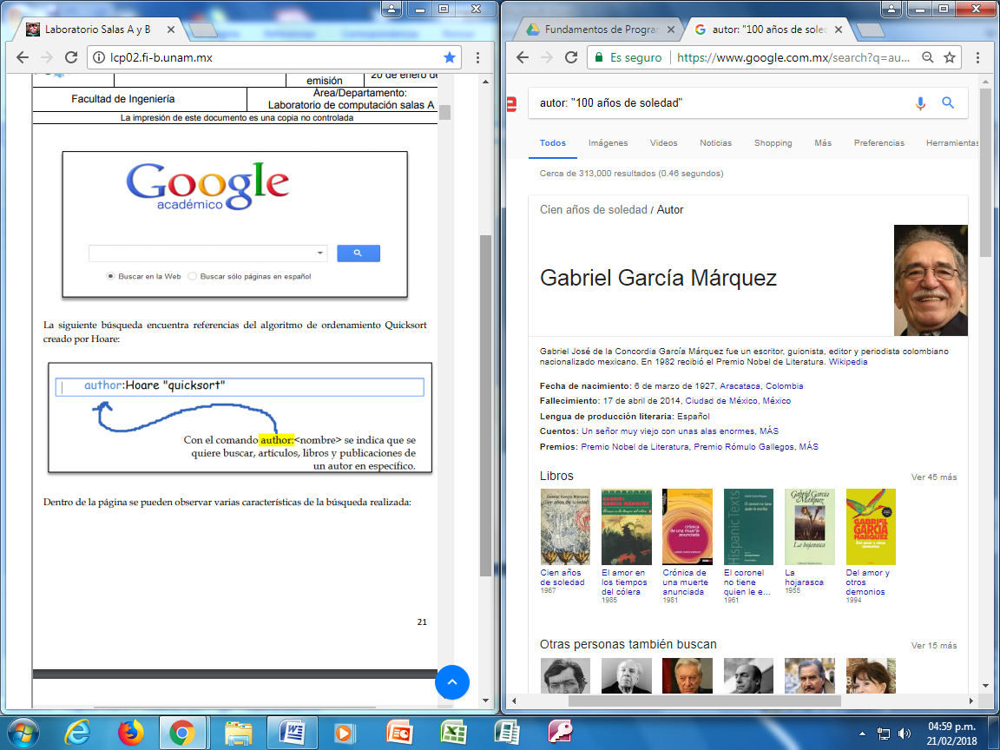 Laboratorio Salas A y B
lcp02.fi-b.unam.mx
emisión
20 de enero de
Facultad de Ingeniería
Área/Departamento:
Laboratorio de computación salas A
La impresión de este documento es una copia no controlada
Google
académico
Buscar en la Web
Buscar sólo páginas en español
La siguiente búsqueda encuentra referencias del algoritmo de ordenamiento Quicksort
creado por Hoare:
author:Hoare "quicksort"
Con el comando author:<nombre> se indica que se
quiere buscar, artículos, libros y publicaciones de
un autor en específico.
Dentro de la página se pueden observar varias características de la búsqueda realizada:
21
Fundamentos de Progra
autor: "100 años de soled
Es seguro
https://www.google.com.mx/search?q=au...
autor: "100 años de soledad"
Todos
Imágenes
Videos
Noticias
Shopping
Más
Preferencias
Herramientas
Cerca de 313,000 resultados (0.46 segundos)
Cien años de soledad / Autor
Gabriel García Márquez
Gabriel José de la Concordia García Márquez fue un escritor, guionista, editor y periodista colombiano
nacionalizado mexicano. En 1982 recibió el Premio Nobel de Literatura. Wikipedia
Fecha de nacimiento: 6 de marzo de 1927, Aracataca, Colombia
Fallecimiento: 17 de abril de 2014, Ciudad de México, México
Lengua de producción literaria: Español
Cuentos: Un señor muy viejo con unas alas enormes, MÁS
Premios: Premio Nobel de Literatura, Premio Rómulo Gallegos, MÁS
Libros
Ver 45 más
Cien años
de soledad
1967
El amor en
los tiempos
del cólera
1985
Crónica de
una muerte
anunciada
1981
El coronel
no tiene
quien le e...
1961
La
hojarasca
1955
Del amor y
otros
demonios
1994
Otras personas también buscan
Ver 15 más
04:59 p.m.
21/02/2018